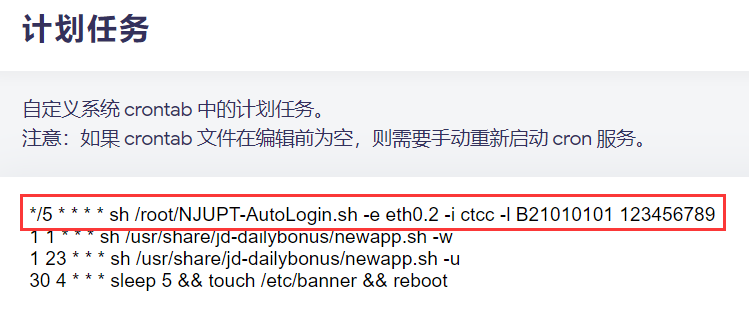 计划任务
自定义系统 crontab 中的计划任务。
注意：如果 crontab 文件在编辑前为空，则需要手动重新启动 cron 服务。
*/5 * * * * sh /root/NJUPT-AutoLogin.sh -e eth0.2 -i ctcc -l B21010101 123456789
1 1 * * * sh /usr/share/jd-dailybonus/newapp.sh -w
1 23 * * * sh /usr/share/jd-dailybonus/newapp.sh -u
30 4 * * * sleep 5 && touch /etc/banner && reboot